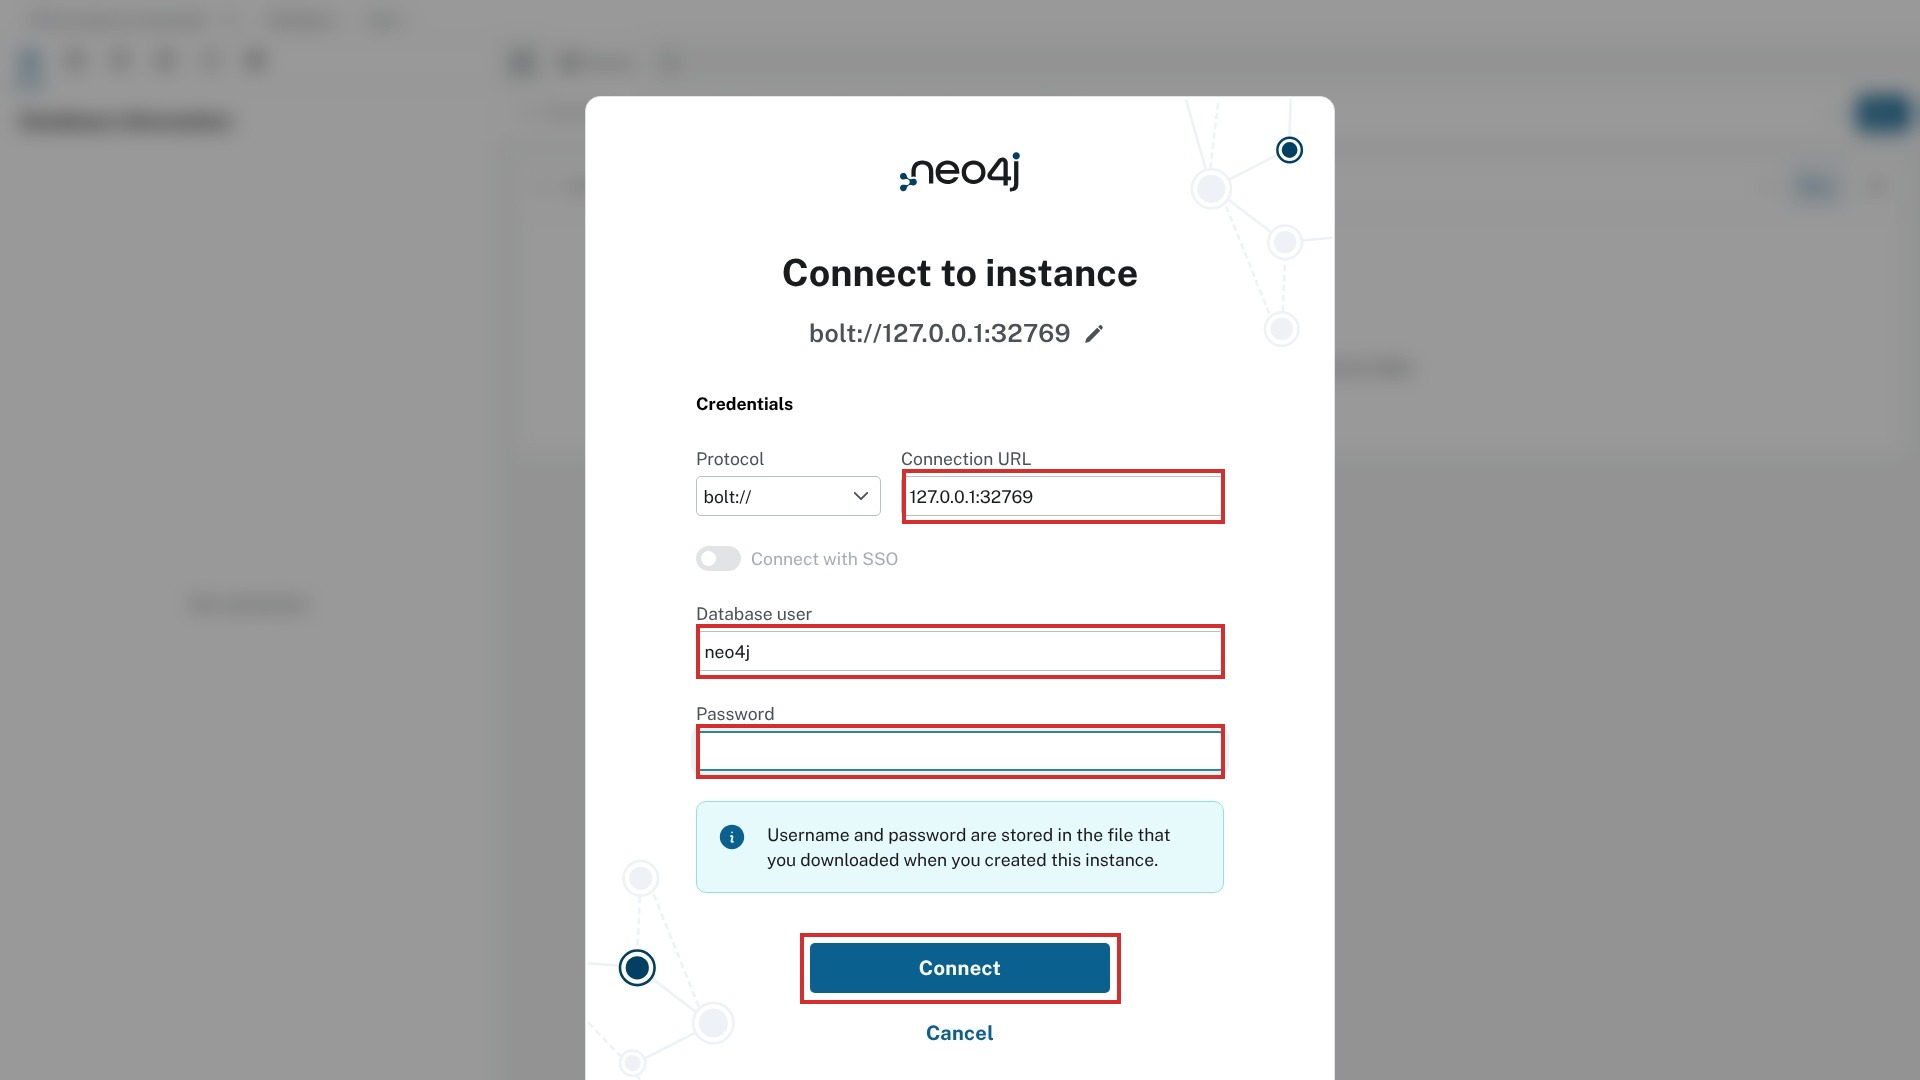 neo4j
Connect to instance
bolt://127.0.0.1:32769
Credentials
Protocol
Connection URL
bolt://
127.0.0.1:32769
Connect with SSO
Database user
neo4j
Password
Username and password are stored in the file that
you downloaded when you created this instance.
Connect
Cancel